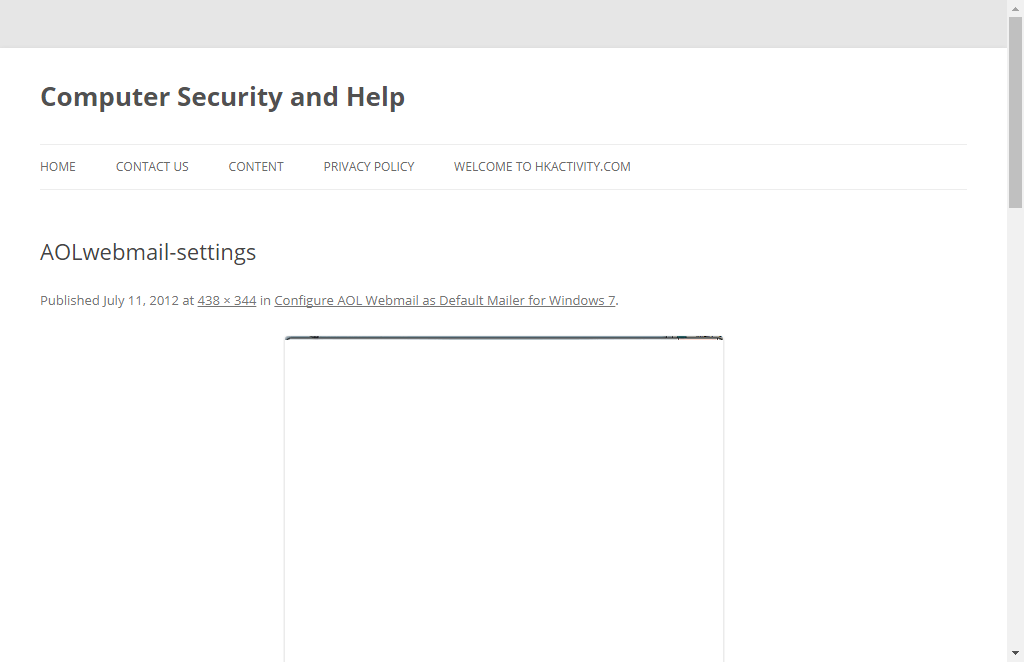 Computer Security and Help
HOME CONTACT US CONTENT PRIVACY POLICY WELCOME TO HKACTIVITY.COM
AOLwebmail-settings
Published July 11, 2012 at 438 × 344 in Configure AOL Webmail as Default Mailer for Windows 7.